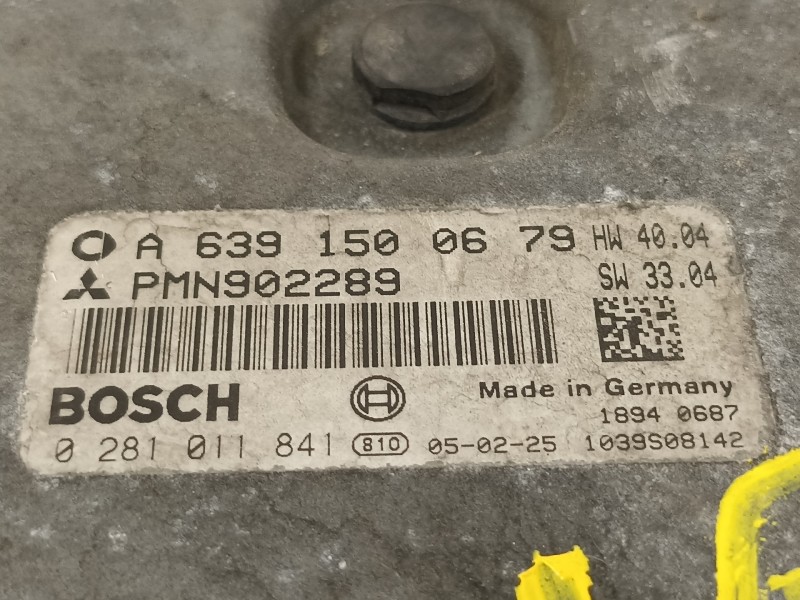 A 639 150 06 79 HW 40.04
PMN902289 SW 33.04
BOSCH Made in Germany
1894 0687
0 281 011 841 810 05-02-25 1039S08142